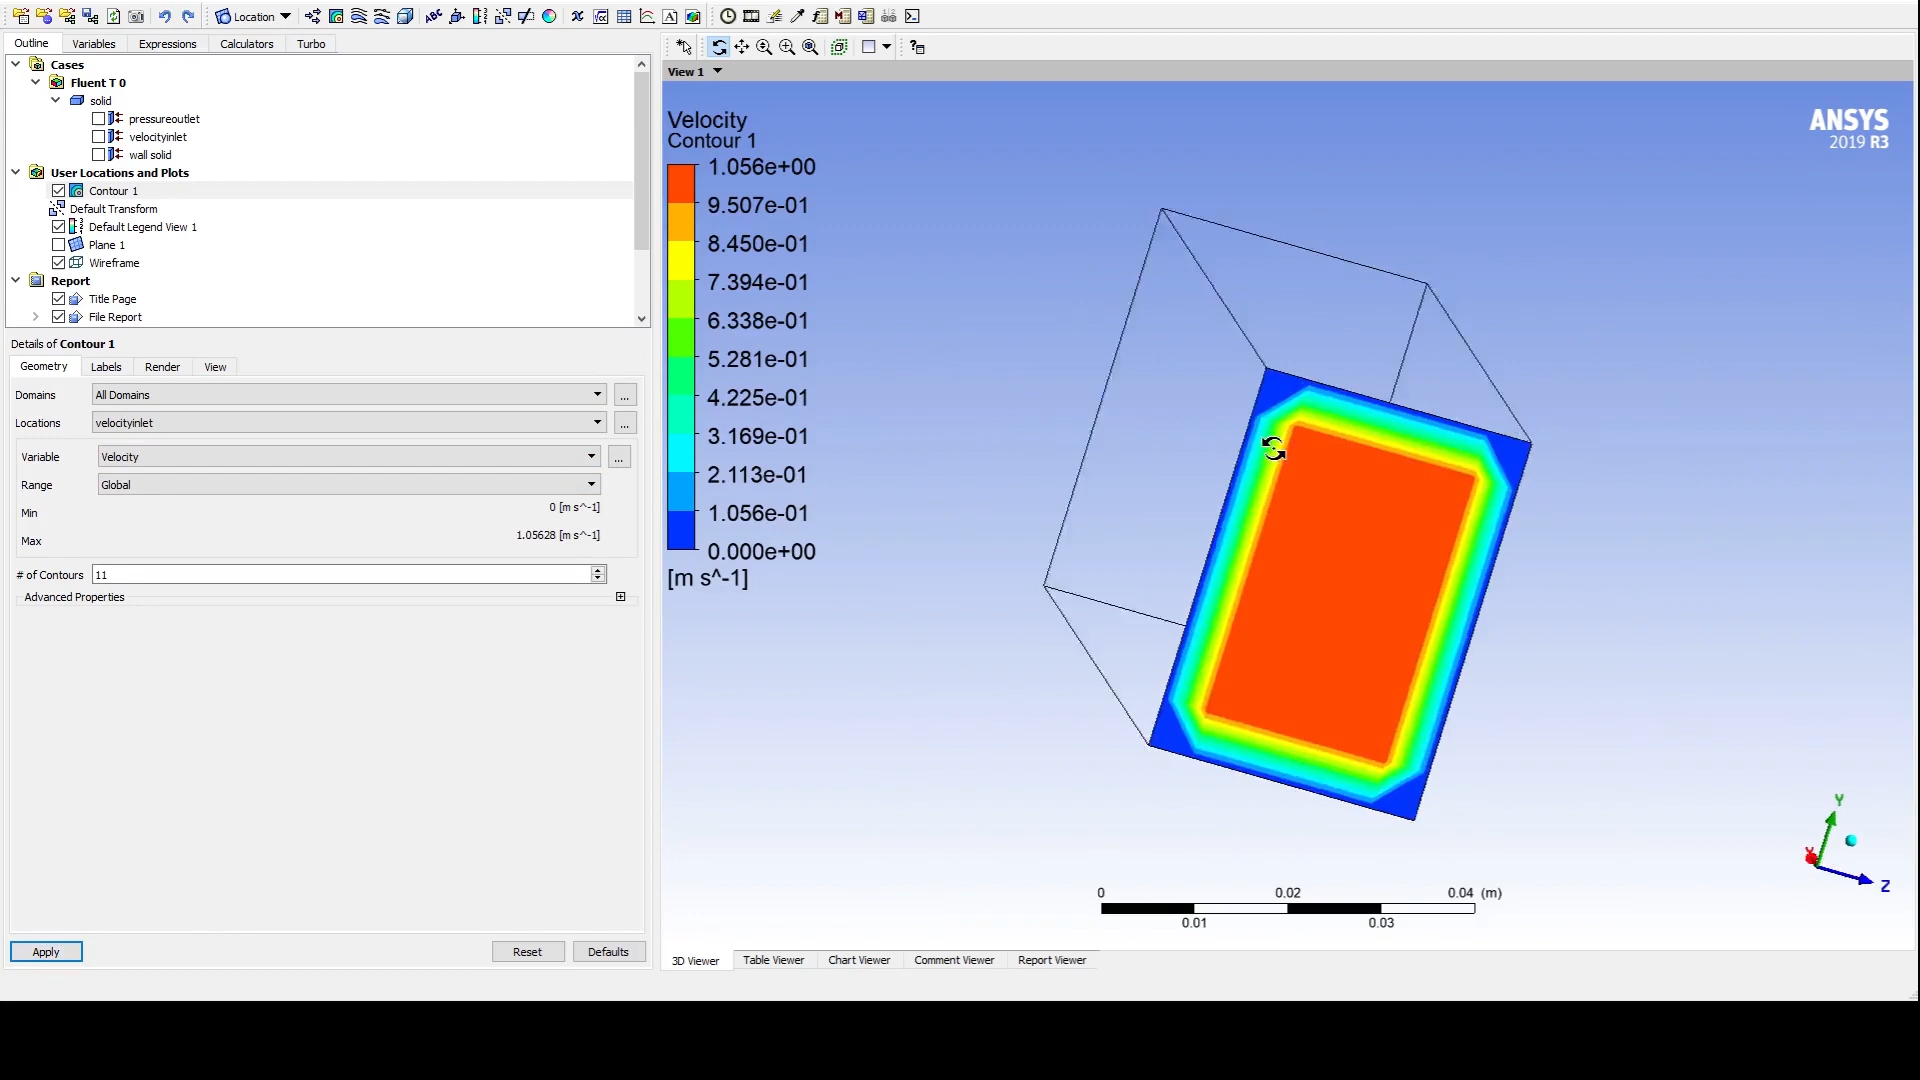 Location
Outline Variables Expressions Calculators Turbo
Cases
Fluent T 0
solid
pressureoutlet
velocityinlet
wall solid
User Locations and Plots
Contour 1
Default Transform
Default Legend View 1
Plane 1
Wireframe
Report
Title Page
File Report
Details of Contour 1
Geometry Labels Render View
Domains All Domains ...
Locations velocityinlet ...
Variable Velocity ...
Range Global
Min 0 [m s^-1]
Max 1.05628 [m s^-1]
# of Contours 11
Advanced Properties
Apply Reset Defaults
View 1
Velocity
Contour 1
1.056e+00
9.507e-01
8.450e-01
7.394e-01
6.338e-01
5.281e-01
4.225e-01
3.169e-01
2.113e-01
1.056e-01
0.000e+00
[m s^-1]
ANSYS
2019 R3
Y
Z
0 0.02 0.04 (m)
0.01 0.03
3D Viewer Table Viewer Chart Viewer Comment Viewer Report Viewer